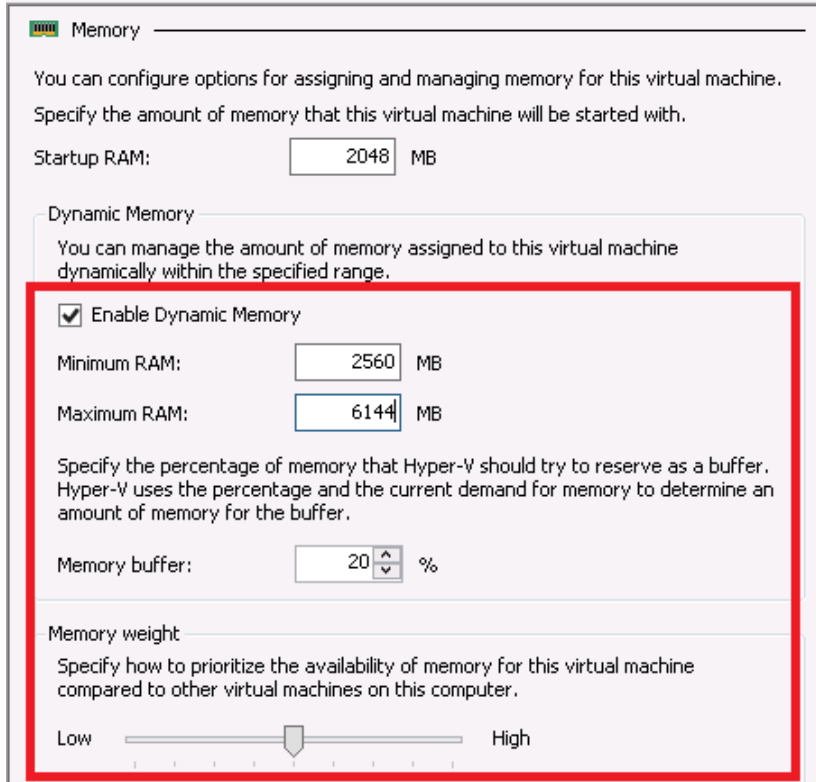 Memory
You can configure options for assigning and managing memory for this virtual machine.
Specify the amount of memory that this virtual machine will be started with.
Startup RAM: 2048 MB
Dynamic Memory
You can manage the amount of memory assigned to this virtual machine
dynamically within the specified range.
Enable Dynamic Memory
Minimum RAM: 2560 MB
Maximum RAM: 6144 MB
Specify the percentage of memory that Hyper-V should try to reserve as a buffer.
Hyper-V uses the percentage and the current demand for memory to determine an
amount of memory for the buffer.
Memory buffer: 20 %
Memory weight
Specify how to prioritize the availability of memory for this virtual machine
compared to other virtual machines on this computer.
Low High